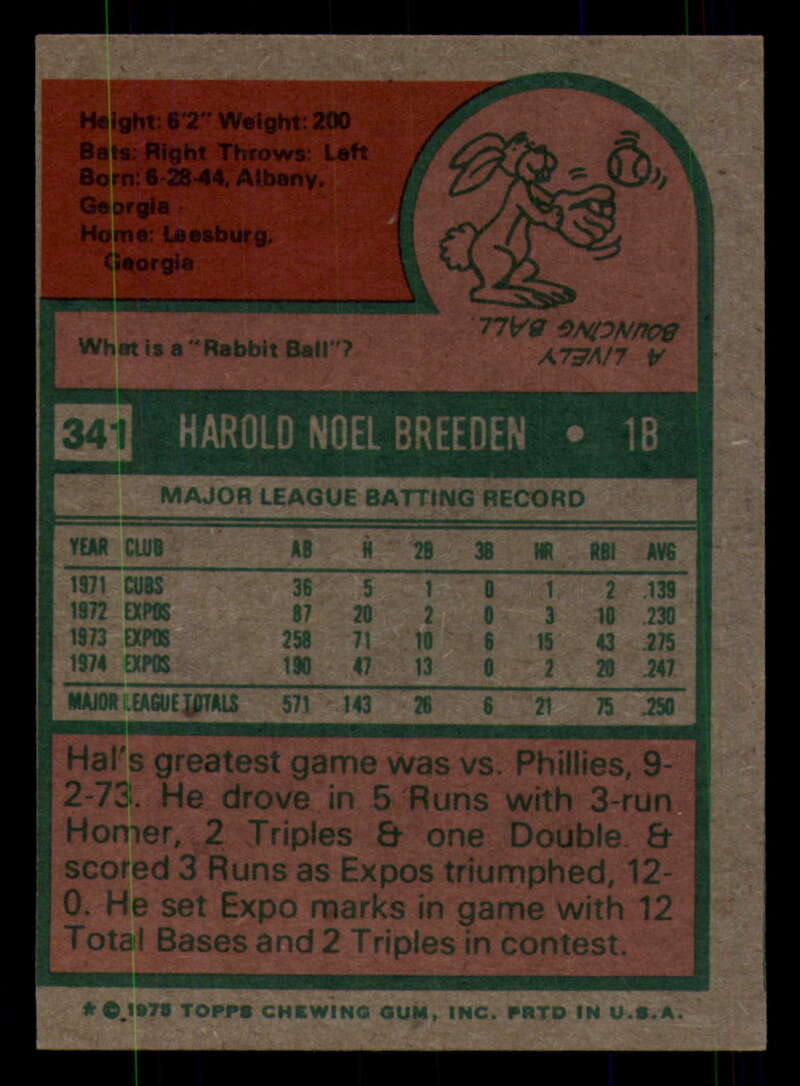 Height: 6'2" Weight: 200
Bats: Right Throws: Left
Born: 6-28-44, Albany,
Georgia
Home: Leesburg,
Georgia
What is a "Rabbit Ball"?
A LIVELY
BOUNCING BALL.
341 HAROLD NOEL BREEDEN • 1B
MAJOR LEAGUE BATTING RECORD
YEAR CLUB AB H 2B 3B HR RBI AVG
1971 CUBS 36 5 1 0 1 2 .139
1972 EXPOS 87 20 2 0 3 10 .230
1973 EXPOS 258 71 10 6 15 43 .275
1974 EXPOS 190 47 13 0 2 20 .247
MAJOR LEAGUE TOTALS 571 143 26 6 21 75 .250
Hal's greatest game was vs. Phillies, 9-
2-73. He drove in 5 Runs with 3-run
Homer, 2 Triples & one Double &
scored 3 Runs as Expos triumphed, 12-
0. He set Expo marks in game with 12
Total Bases and 2 Triples in contest.
* © 1975 TOPPS CHEWING GUM, INC. PRTD IN U.S.A.